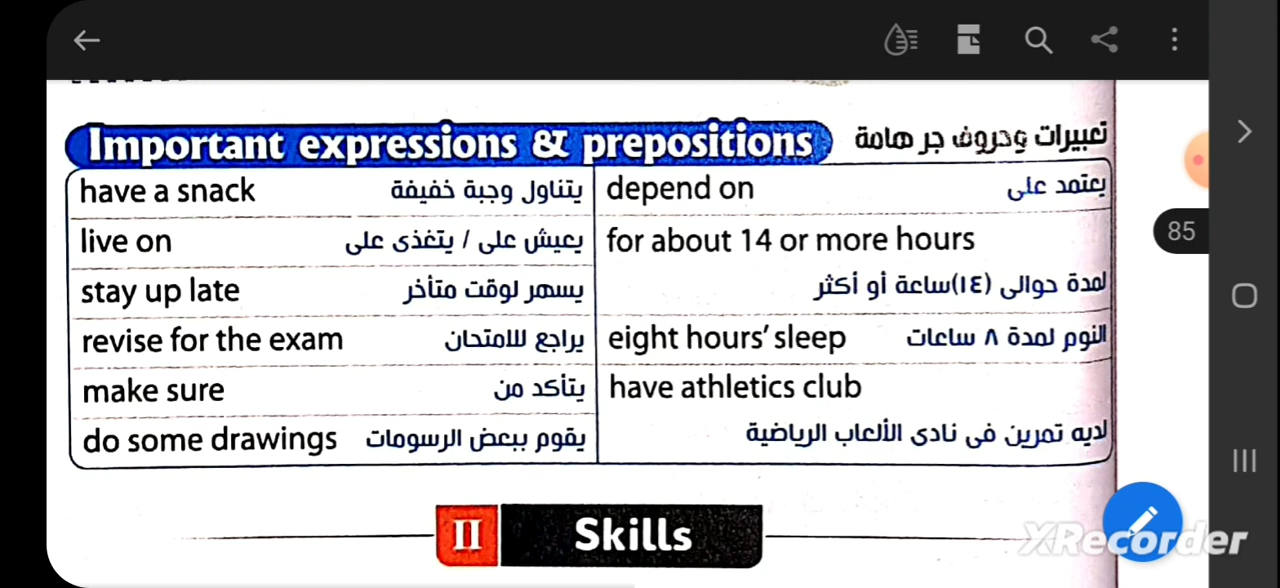 Important expressions & prepositions تعبيرات وحروف جر هامة
have a snack يتناول وجبة خفيفة
live on يعيش على / يتغذى على
stay up late يسهر لوقت متأخر
revise for the exam يراجع للامتحان
make sure يتأكد من
do some drawings يقوم ببعض الرسومات
depend on يعتمد على
for about 14 or more hours
لمدة حوالى (١٤)ساعة أو أكثر
eight hours' sleep النوم لمدة ٨ ساعات
have athletics club
لديه تمرين فى نادى الألعاب الرياضية
85
II Skills
XRecorder